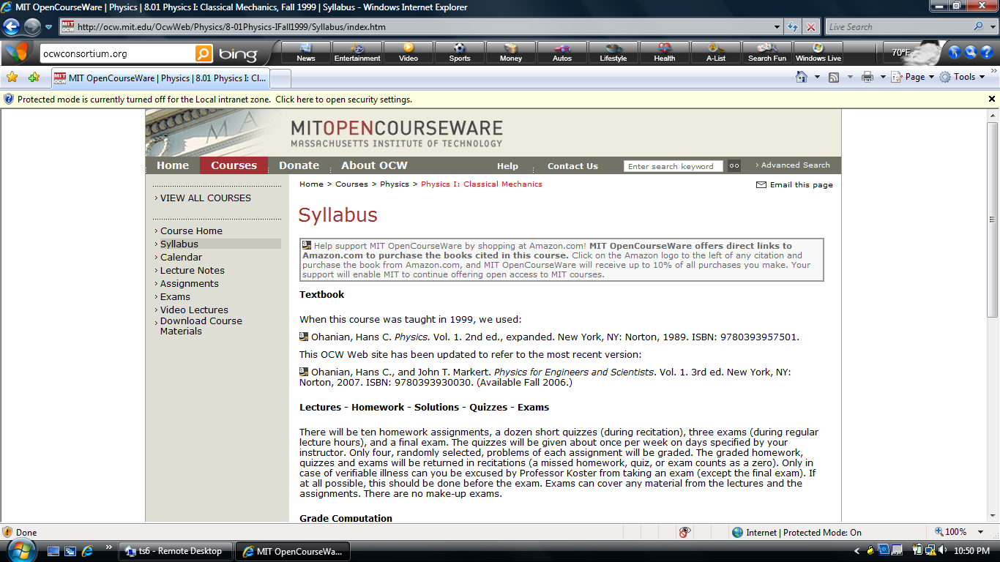 MIT OpenCourseWare | Physics | 8.01 Physics I: Classical Mechanics, Fall 1999 | Syllabus - Windows Internet Explorer
http://ocw.mit.edu/OcwWeb/Physics/8-01Physics-IFall1999/Syllabus/index.htm
Live Search
ocwconsortium.org
bing
News
Entertainment
Video
Sports
Money
Autos
Lifestyle
Health
A-List
Search Fun
Windows Live
70°F
MIT OpenCourseWare | Physics | 8.01 Physics I: Cl...
Page
Tools
Protected mode is currently turned off for the Local intranet zone. Click here to open security settings.
MITOPENCOURSEWARE
MASSACHUSETTS INSTITUTE OF TECHNOLOGY
Home
Courses
Donate
About OCW
Help
Contact Us
Enter search keyword
GO
Advanced Search
VIEW ALL COURSES
Course Home
Syllabus
Calendar
Lecture Notes
Assignments
Exams
Video Lectures
Download Course
Materials
Home > Courses > Physics > Physics I: Classical Mechanics
Email this page
Syllabus
Help support MIT OpenCourseWare by shopping at Amazon.com! MIT OpenCourseWare offers direct links to
Amazon.com to purchase the books cited in this course. Click on the Amazon logo to the left of any citation and
purchase the book from Amazon.com, and MIT OpenCourseWare will receive up to 10% of all purchases you make. Your
support will enable MIT to continue offering open access to MIT courses.
Textbook
When this course was taught in 1999, we used:
Ohanian, Hans C. Physics. Vol. 1. 2nd ed., expanded. New York, NY: Norton, 1989. ISBN: 9780393957501.
This OCW Web site has been updated to refer to the most recent version:
Ohanian, Hans C., and John T. Markert. Physics for Engineers and Scientists. Vol. 1. 3rd ed. New York, NY:
Norton, 2007. ISBN: 9780393930030. (Available Fall 2006.)
Lectures - Homework - Solutions - Quizzes - Exams
There will be ten homework assignments, a dozen short quizzes (during recitation), three exams (during regular
lecture hours), and a final exam. The quizzes will be given about once per week on days specified by your
instructor. Only four, randomly selected, problems of each assignment will be graded. The graded homework,
quizzes and exams will be returned in recitations (a missed homework, quiz, or exam counts as a zero). Only in
case of verifiable illness can you be excused by Professor Koster from taking an exam (except the final exam). If
at all possible, this should be done before the exam. Exams can cover any material from the lectures and the
assignments. There are no make-up exams.
Grade Computation
Done
Internet | Protected Mode: On
100%
ts6 - Remote Desktop
MIT OpenCourseWa...
10:50 PM